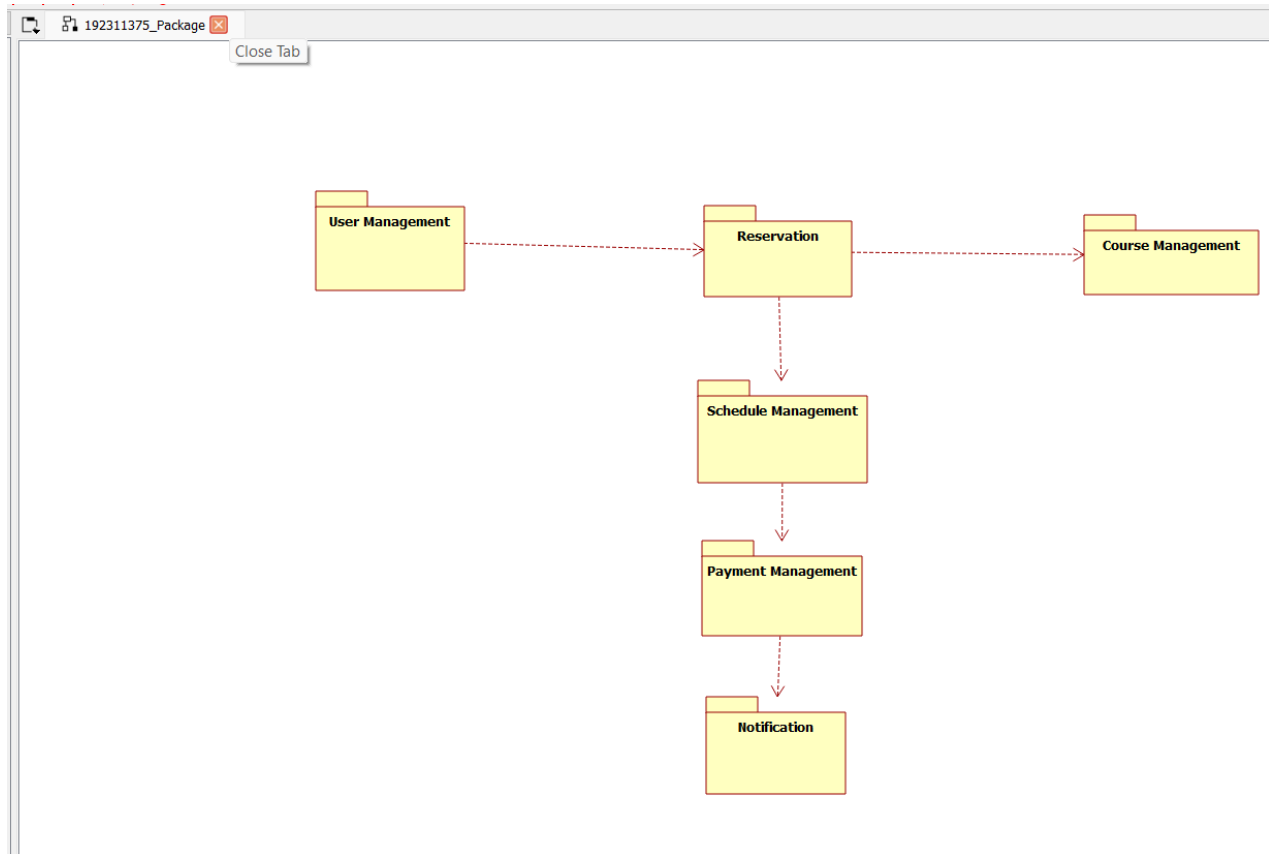 192311375_Package
Close Tab
User Management
Reservation
Course Management
Schedule Management
Payment Management
Notification